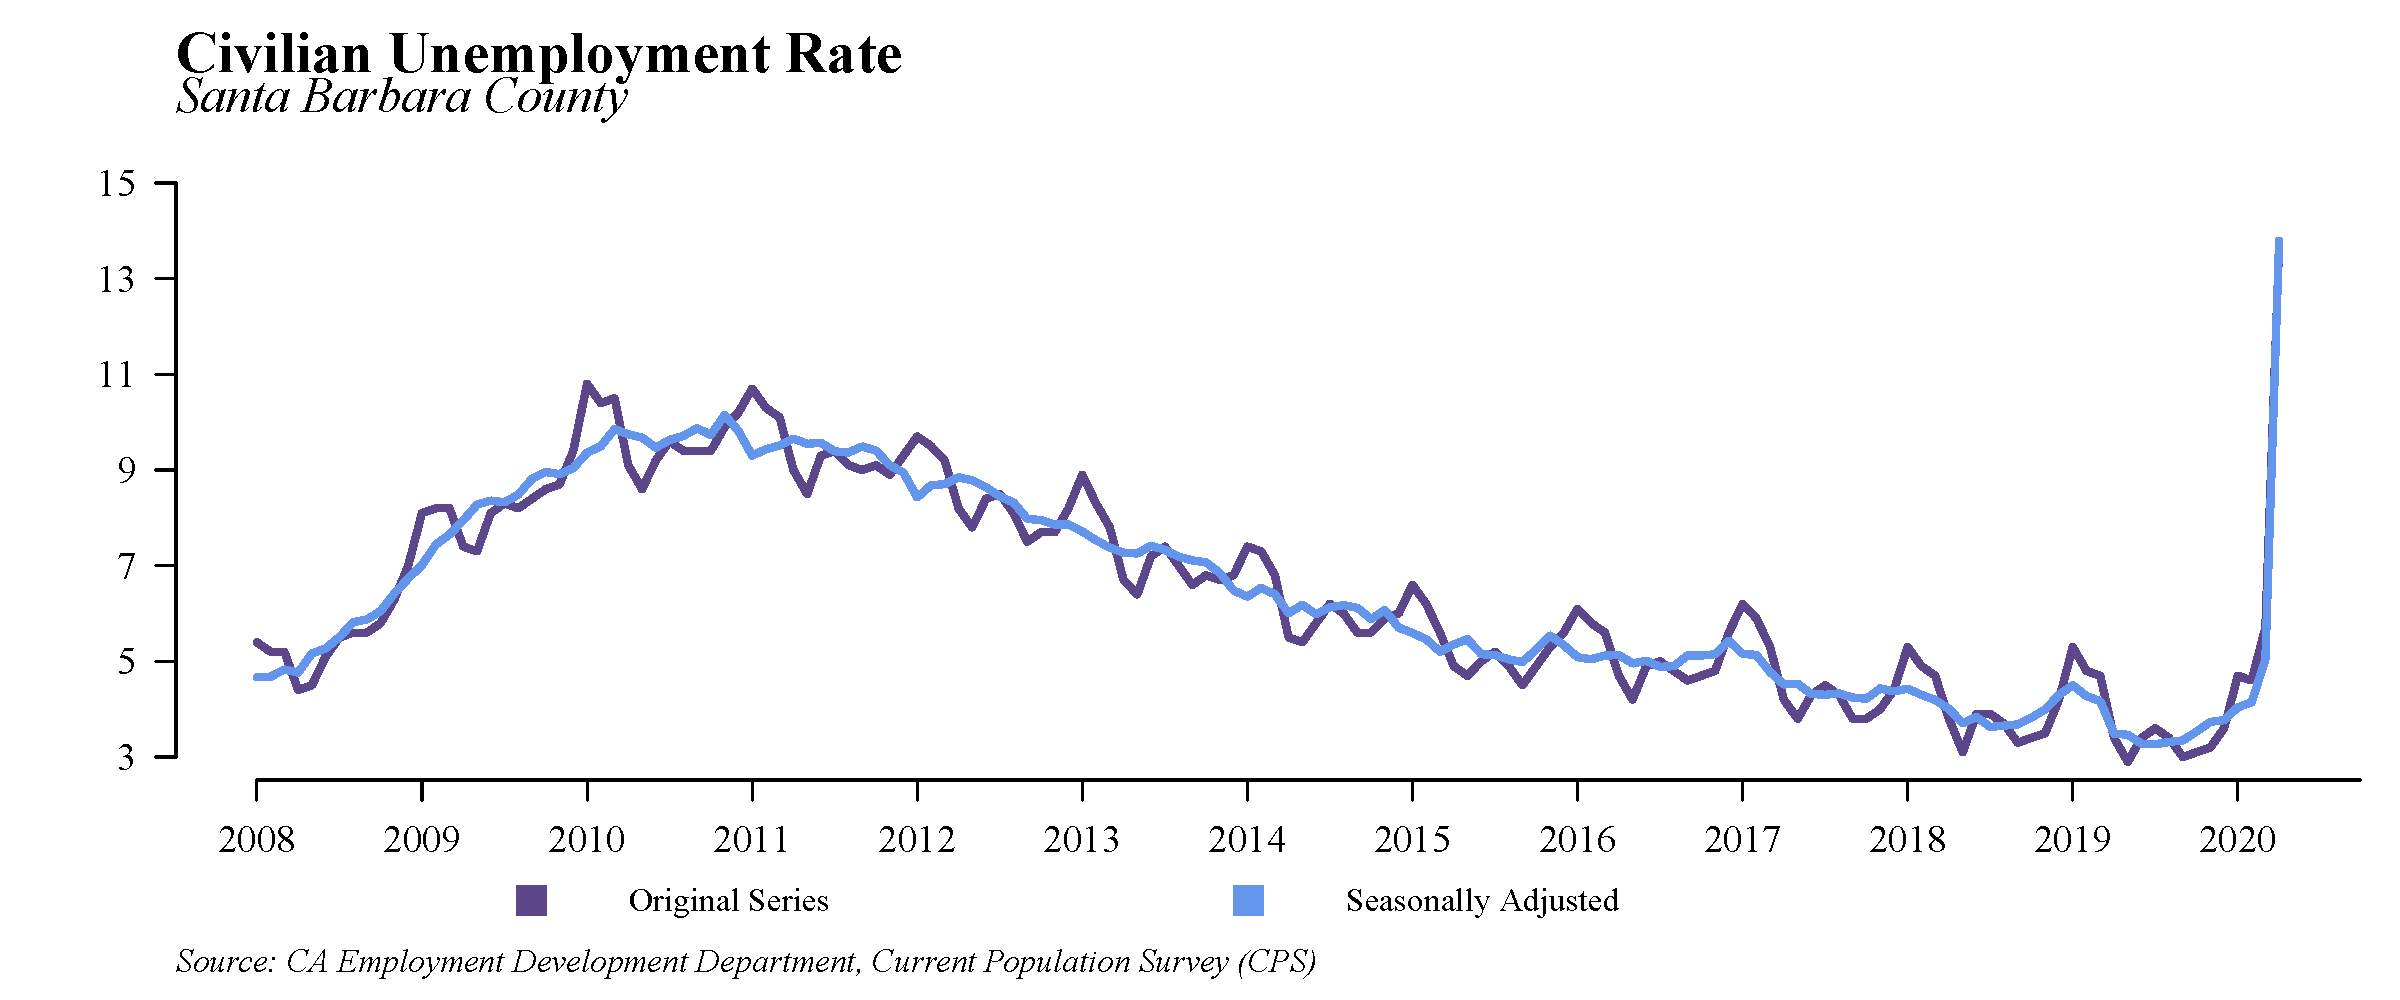 Civilian Unemployment Rate
Santa Barbara County
15
13
11
9
7
5
3
2008 2009 2010 2011 2012 2013 2014 2015 2016 2017 2018 2019 2020
Original Series Seasonally Adjusted
Source: CA Employment Development Department, Current Population Survey (CPS)